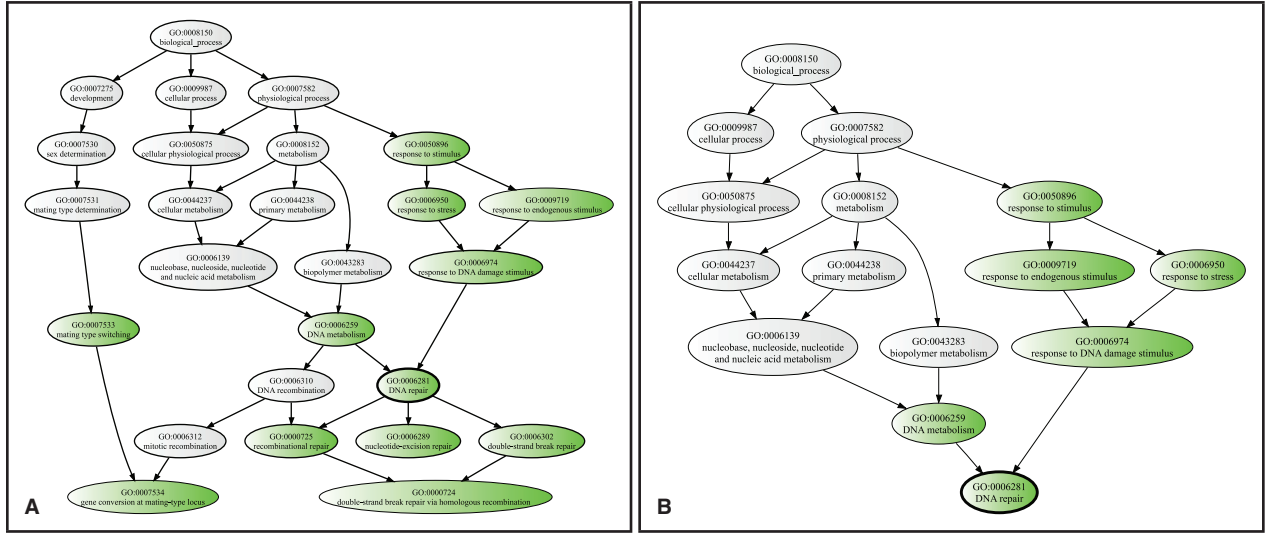 GO:0008150
biological_process
GO:0007275
development
GO:0009987
cellular process
GO:0007582
physiological process
GO:0007530
sex determination
GO:0050875
cellular physiological process
GO:0008152
metabolism
GO:0050896
response to stimulus
GO:0007531
mating type determination
GO:0044237
cellular metabolism
GO:0044238
primary metabolism
GO:0006950
response to stress
GO:0009719
response to endogenous stimulus
GO:0006139
nucleobase, nucleoside, nucleotide
and nucleic acid metabolism
GO:0043283
biopolymer metabolism
GO:0006974
response to DNA damage stimulus
GO:0007533
mating type switching
GO:0006259
DNA metabolism
GO:0006310
DNA recombination
GO:0006281
DNA repair
GO:0006312
mitotic recombination
GO:0000725
recombinational repair
GO:0006289
nucleotide-excision repair
GO:0006302
double-strand break repair
GO:0007534
gene conversion at mating-type locus
GO:0000724
double-strand break repair via homologous recombination
A
GO:0008150
biological_process
GO:0009987
cellular process
GO:0007582
physiological process
GO:0050875
cellular physiological process
GO:0008152
metabolism
GO:0050896
response to stimulus
GO:0044237
cellular metabolism
GO:0044238
primary metabolism
GO:0009719
response to endogenous stimulus
GO:0006950
response to stress
GO:0006139
nucleobase, nucleoside, nucleotide
and nucleic acid metabolism
GO:0043283
biopolymer metabolism
GO:0006974
response to DNA damage stimulus
GO:0006259
DNA metabolism
GO:0006281
DNA repair
B